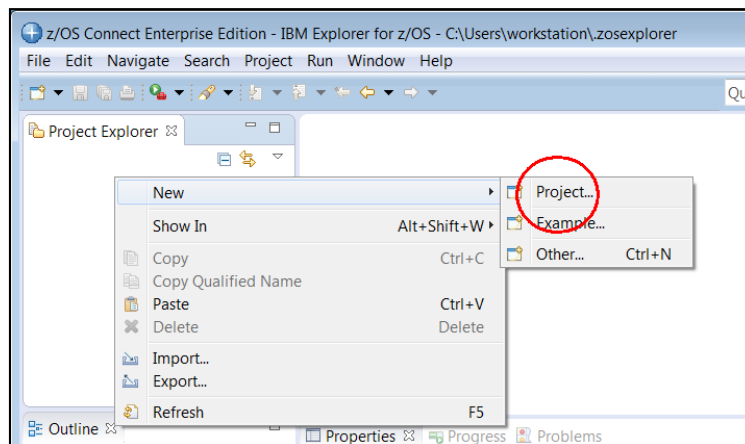 z/OS Connect Enterprise Edition - IBM Explorer for z/OS - C:\Users\workstation\.zosexplorer
File Edit Navigate Search Project Run Window Help
Qu
Project Explorer
New
Project...
Show In Alt+Shift+W
Example...
Other... Ctrl+N
Copy Ctrl+C
Copy Qualified Name
Paste Ctrl+V
Delete Delete
Import...
Export...
Refresh F5
Outline
Properties Progress Problems